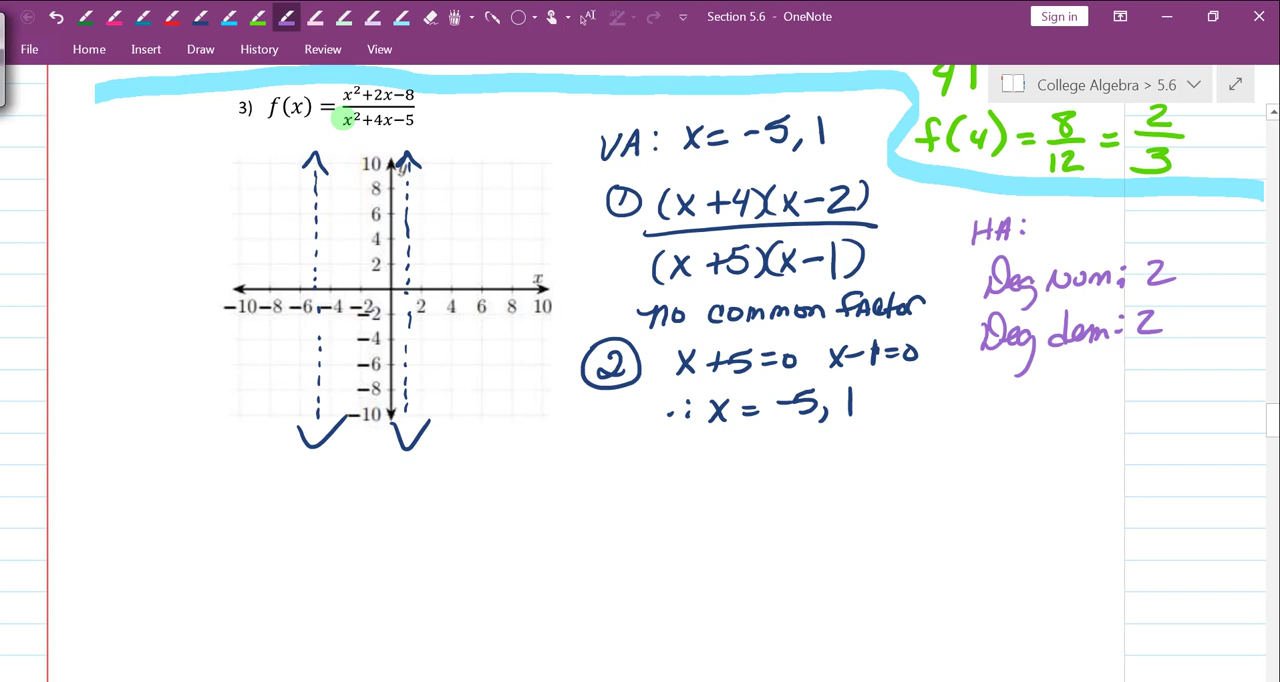 Section 5.6 - OneNote
Sign in
File Home Insert Draw History Review View
College Algebra > 5.6
3) f(x) = x²+2x−8 / x²+4x−5
f(4) = 8/12 = 2/3
VA: x = -5, 1
① (x+4)(x-2)
(x+5)(x-1)
no common factor
② x+5=0 x-1=0
∴ x = -5, 1
HA:
Deg num: 2
Deg dem: 2
y
10
8
6
4
2
x
−10 −8 −6 −4 −2 2 4 6 8 10
−2
−4
−6
−8
−10